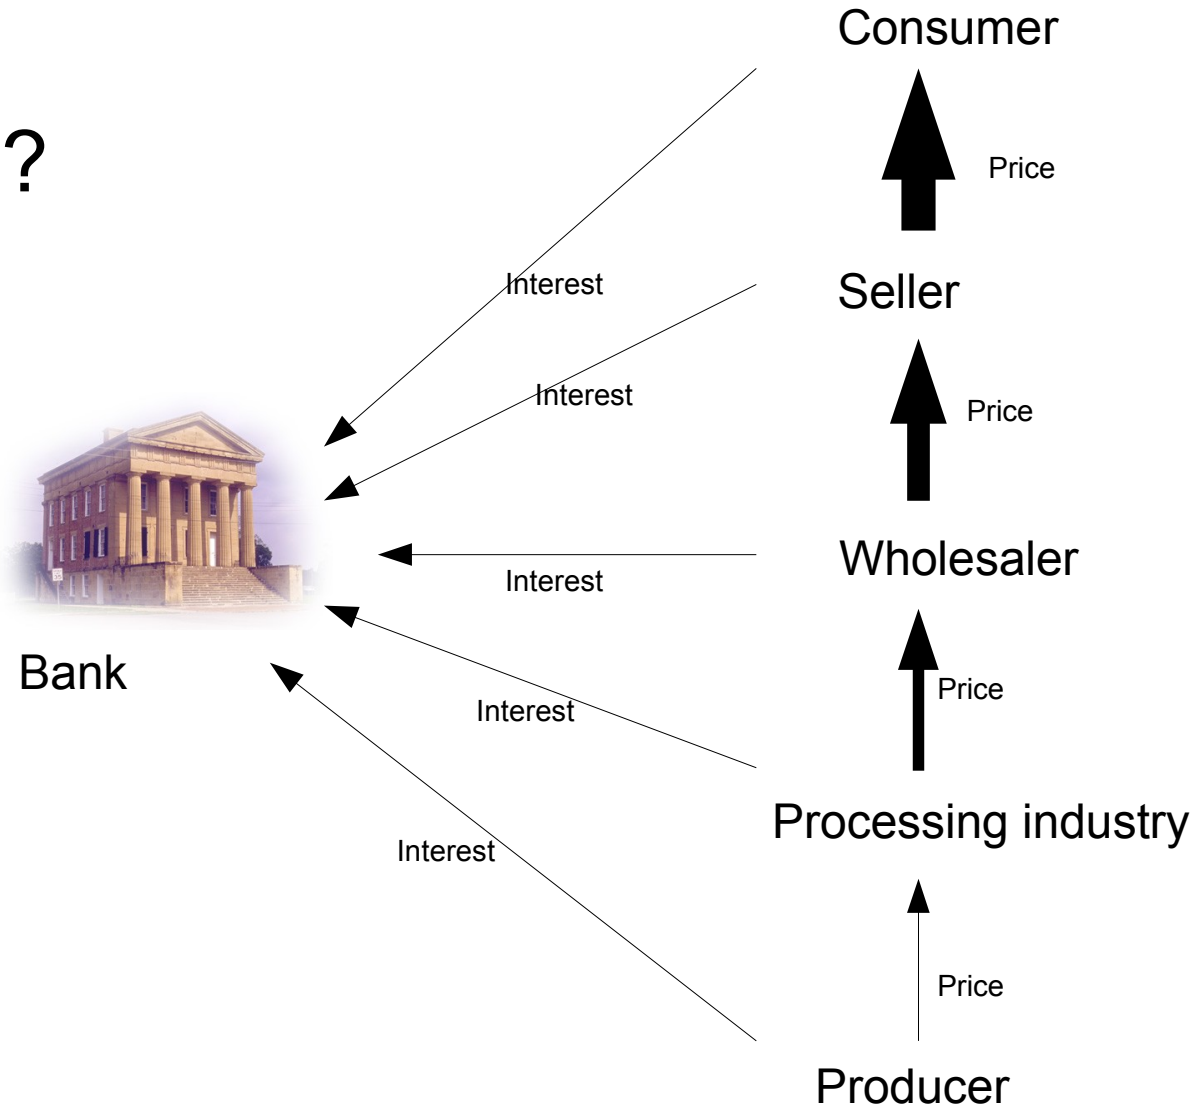 Consumer
?
Price
Interest
Seller
Interest
Price
Wholesaler
Interest
Bank
Price
Interest
Processing industry
Interest
Price
Producer